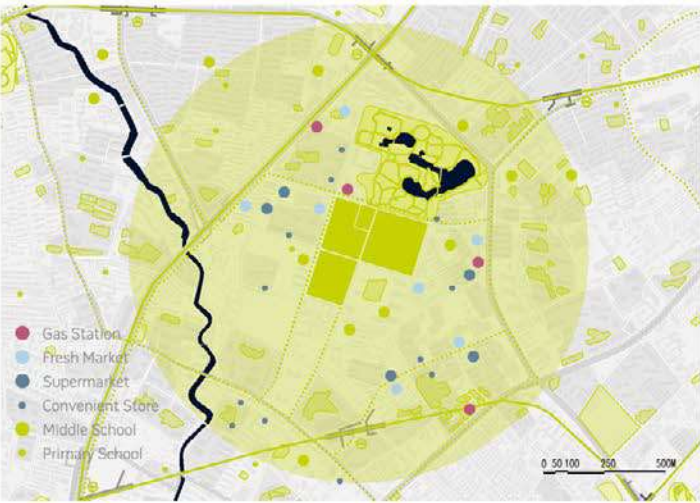 Gas Station
Fresh Market
Supermarket
Convenient Store
Middle School
Primary School
0 50 100 250 500M